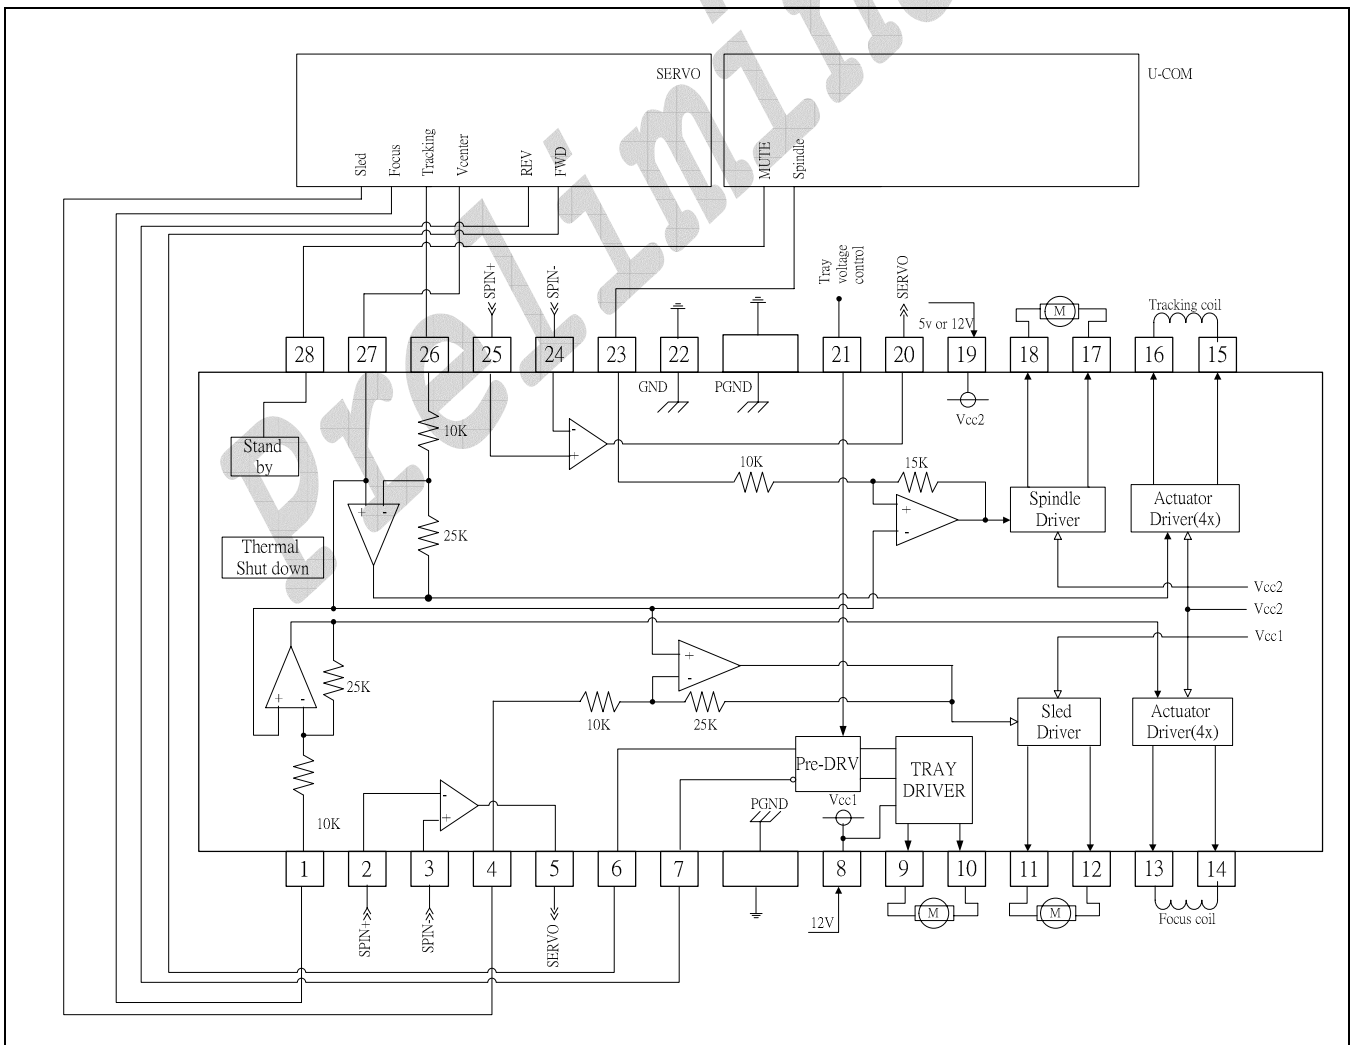 SERVO
U-COM
Sled
Focus
Tracking
Vcenter
REV
FWD
MUTE
Spindle
SPIN+
SPIN-
Tray
voltage
control
SERVO
5v or 12V
M
Tracking coil
28
27
26
25
24
23
22
21
20
19
18
17
16
15
GND
PGND
Vcc2
Stand
by
10K
+
-
25K
-
+
10K
15K
+
-
Spindle
Driver
Actuator
Driver(4x)
Thermal
Shut down
Vcc2
Vcc2
Vcc1
+
-
25K
10K
+
-
10K
25K
Sled
Driver
Actuator
Driver(4x)
Pre-DRV
TRAY
DRIVER
-
+
PGND
Vcc1
1
2
3
4
5
6
7
8
9
10
11
12
13
14
SPIN+
SPIN-
SERVO
12V
M
M
Focus coil
Prelimin